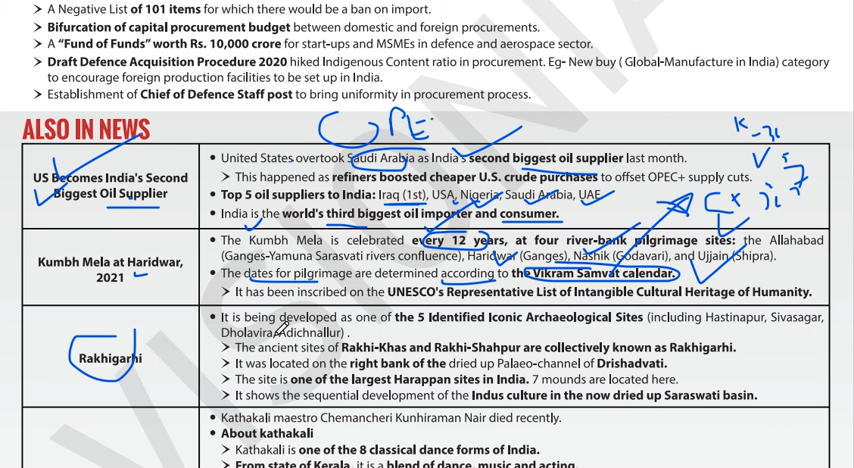 ➢ A Negative List of 101 items for which there would be a ban on import.
➢ Bifurcation of capital procurement budget between domestic and foreign procurements.
➢ A “Fund of Funds” worth Rs. 10,000 crore for start-ups and MSMEs in defence and aerospace sector.
➢ Draft Defence Acquisition Procedure 2020 hiked Indigenous Content ratio in procurement. Eg- New buy ( Global-Manufacture in India) category
to encourage foreign production facilities to be set up in India.
➢ Establishment of Chief of Defence Staff post to bring uniformity in procurement process.
ALSO IN NEWS
US Becomes India's Second
Biggest Oil Supplier
• United States overtook Saudi Arabia as India's second biggest oil supplier last month.
➢ This happened as refiners boosted cheaper U.S. crude purchases to offset OPEC+ supply cuts.
• Top 5 oil suppliers to India: Iraq (1st), USA, Nigeria, Saudi Arabia, UAE
• India is the world's third biggest oil importer and consumer.
Kumbh Mela at Haridwar,
2021
• The Kumbh Mela is celebrated every 12 years, at four river-bank pilgrimage sites: the Allahabad
(Ganges-Yamuna Sarasvati rivers confluence), Haridwar (Ganges), Nashik (Godavari), and Ujjain (Shipra).
• The dates for pilgrimage are determined according to the Vikram Samvat calendar.
➢ It has been inscribed on the UNESCO's Representative List of Intangible Cultural Heritage of Humanity.
Rakhigarhi
• It is being developed as one of the 5 Identified Iconic Archaeological Sites (including Hastinapur, Sivasagar,
Dholavira, Adichnallur) .
➢ The ancient sites of Rakhi-Khas and Rakhi-Shahpur are collectively known as Rakhigarhi.
➢ It was located on the right bank of the dried up Palaeo-channel of Drishadvati.
➢ The site is one of the largest Harappan sites in India. 7 mounds are located here.
➢ It shows the sequential development of the Indus culture in the now dried up Saraswati basin.
• Kathakali maestro Chemancheri Kunhiraman Nair died recently.
• About kathakali
➢ Kathakali is one of the 8 classical dance forms of India.
➢ From state of Kerala, it is a blend of dance, music and acting.